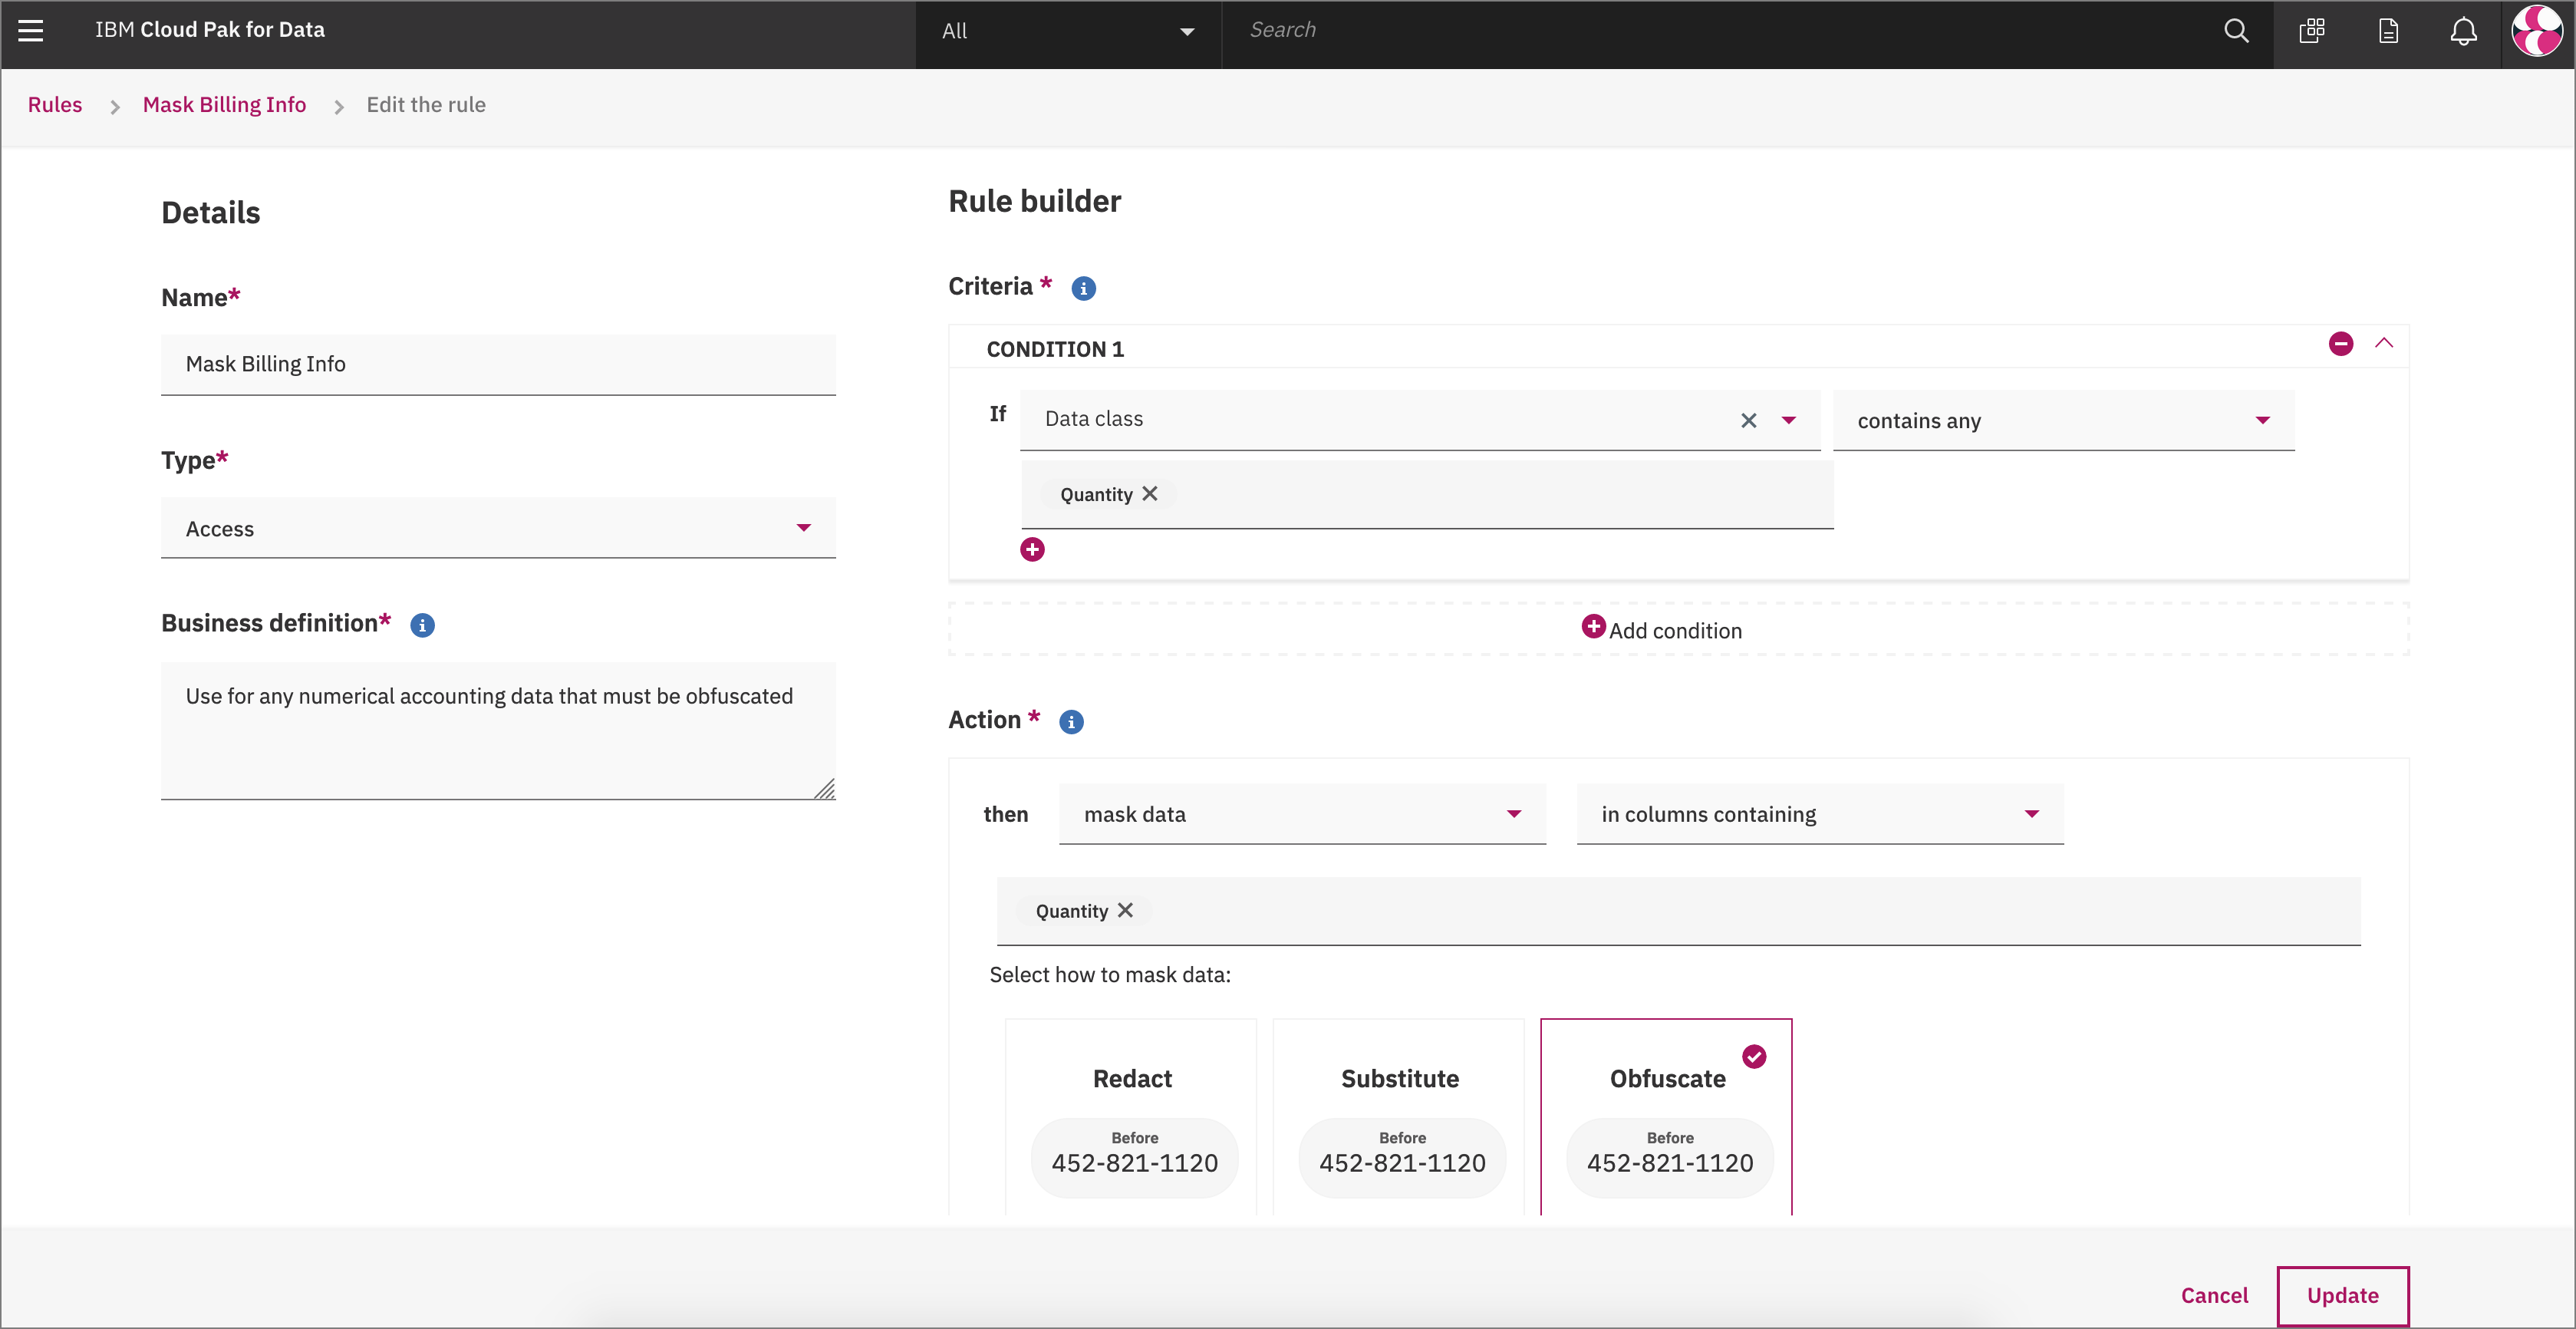 IBM Cloud Pak for Data
All
Search
Rules
Mask Billing Info
Edit the rule
Details
Name*
Mask Billing Info
Type*
Access
Business definition*
Use for any numerical accounting data that must be obfuscated
Rule builder
Criteria *
CONDITION 1
If
Data class
contains any
Quantity
Add condition
Action *
then
mask data
in columns containing
Quantity
Select how to mask data:
Redact
Before
452-821-1120
Substitute
Before
452-821-1120
Obfuscate
Before
452-821-1120
Cancel
Update